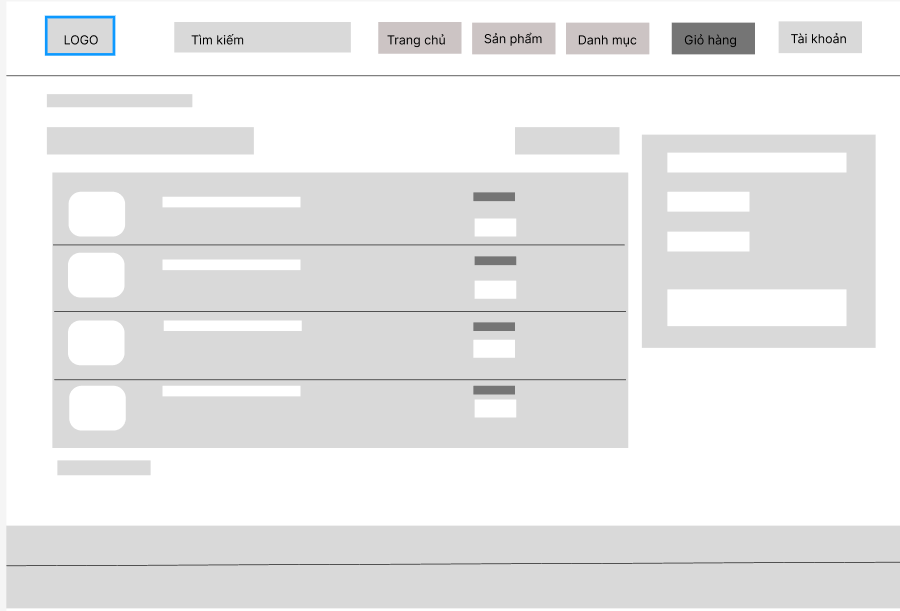 LOGO
Tìm kiếm
Trang chủ
Sản phẩm
Danh mục
Giỏ hàng
Tài khoản